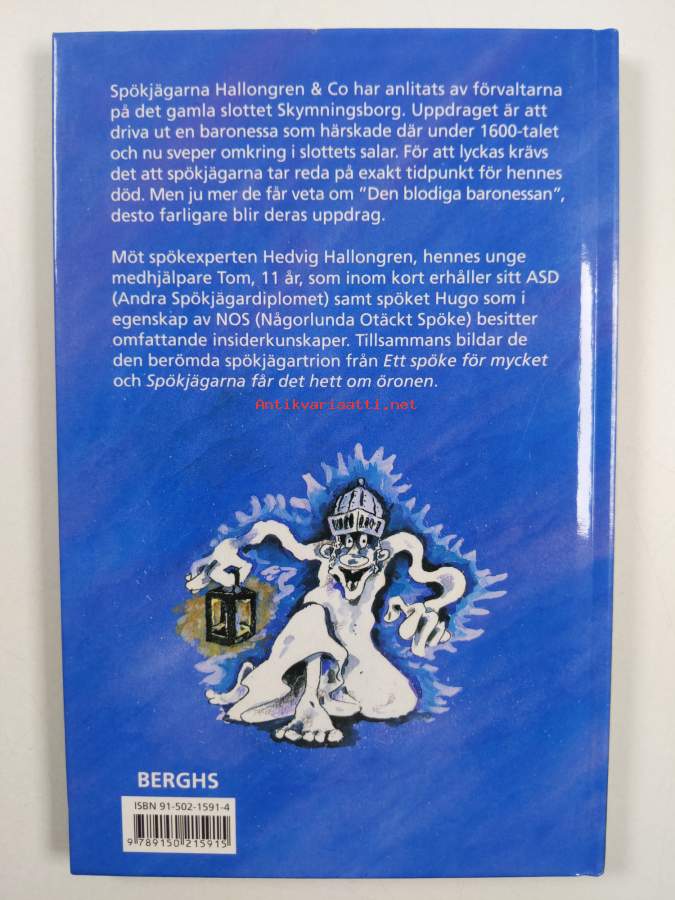 Spökjägarna Hallongren & Co har anlitats av förvaltarna
på det gamla slottet Skymningsborg. Uppdraget är att
driva ut en baronessa som härskade där under 1600-talet
och nu sveper omkring i slottets salar. För att lyckas krävs
det att spökjägarna tar reda på exakt tidpunkt för hennes
död. Men ju mer de får veta om ”Den blodiga baronessan”,
desto farligare blir deras uppdrag.
Möt spökexperten Hedvig Hallongren, hennes unge
medhjälpare Tom, 11 år, som inom kort erhåller sitt ASD
(Andra Spökjägardiplomet) samt spöket Hugo som i
egenskap av NOS (Någorlunda Otäckt Spöke) besitter
omfattande insiderkunskaper. Tillsammans bildar de
den berömda spökjägartrion från Ett spöke för mycket
och Spökjägarna får det hett om öronen.
Antikvariaatti.net
BERGHS
ISBN 91-502-1591-4
9 789150 215915